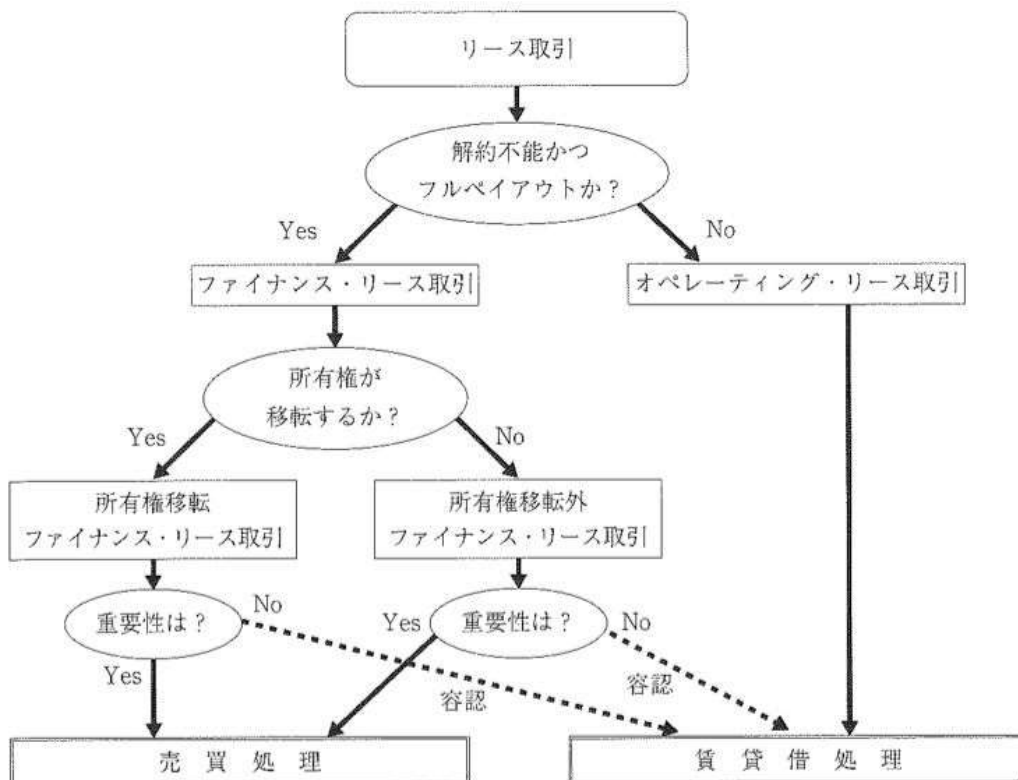 リース取引
解約不能かつ
フルペイアウトか？
Yes
No
ファイナンス・リース取引
オペレーティング・リース取引
所有権が
移転するか？
Yes
No
所有権移転
ファイナンス・リース取引
所有権移転外
ファイナンス・リース取引
重要性は？
No
Yes
重要性は？
No
Yes
容認
容認
売買処理
賃貸借処理